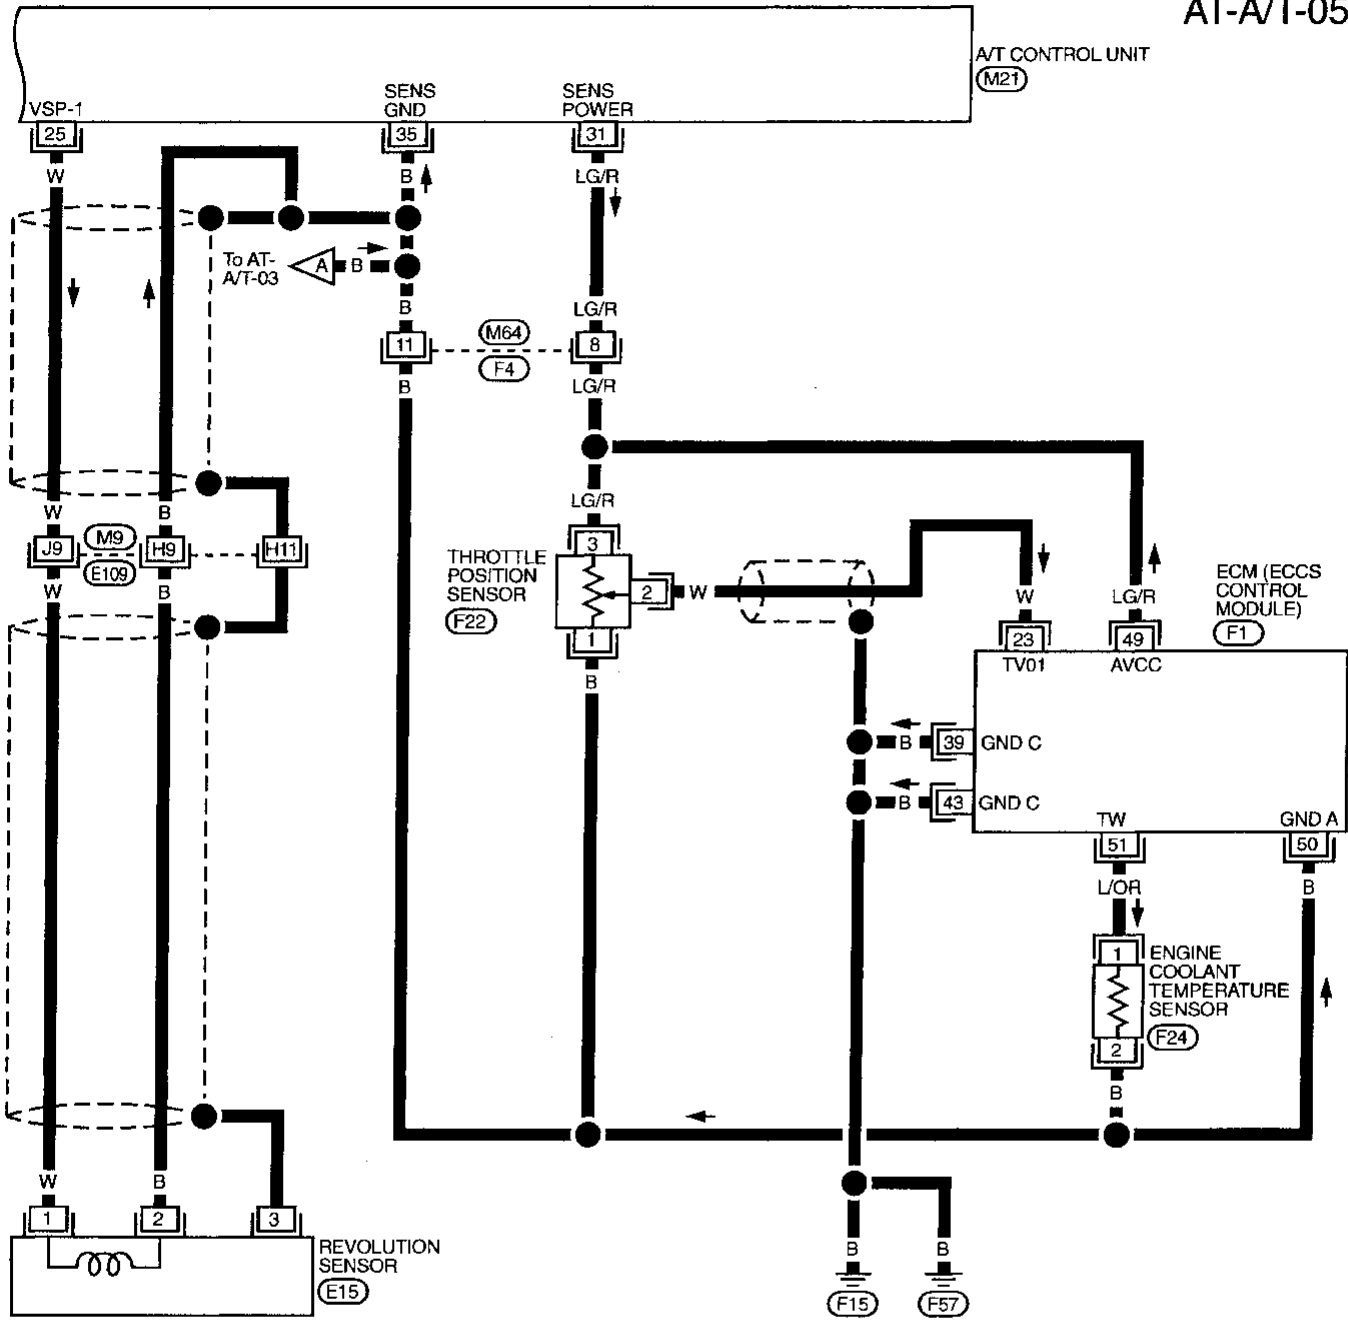 AT-A/T-05
A/T CONTROL UNIT
M21
VSP-1
SENS
GND
SENS
POWER
25
35
31
W
B
LG/R
To AT-
A/T-03
A
B
B
LG/R
11
M64
F4
8
B
LG/R
LG/R
W
B
J9
M9
E109
H9
H11
W
B
THROTTLE
POSITION
SENSOR
F22
3
2
1
W
B
W
LG/R
ECM (ECCS
CONTROL
MODULE)
F1
23
49
TV01
AVCC
B
39
GND C
B
43
GND C
TW
GND A
51
50
L/OR
B
1
ENGINE
COOLANT
TEMPERATURE
SENSOR
F24
2
B
W
B
1
2
3
REVOLUTION
SENSOR
E15
B
B
F15
F57